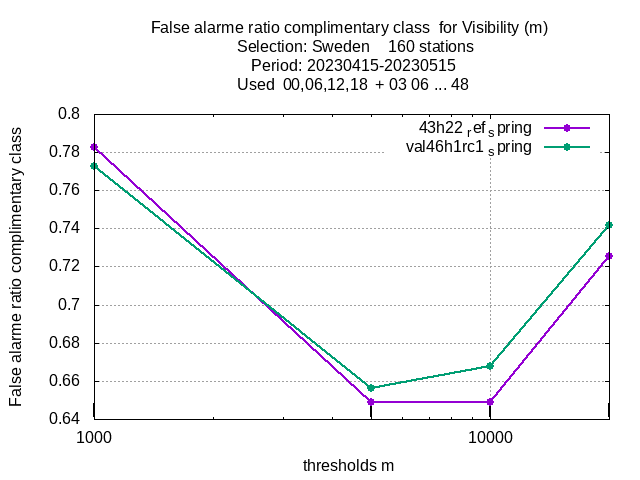 False alarme ratio complimentary class for Visibility (m)
Selection: Sweden 160 stations
Period: 20230415-20230515
Used 00,06,12,18 + 03 06 ... 48
False alarme ratio complimentary class
0.8
0.78
0.76
0.74
0.72
0.7
0.68
0.66
0.64
43h22refspring
val46h1rc1spring
1000
10000
thresholds m